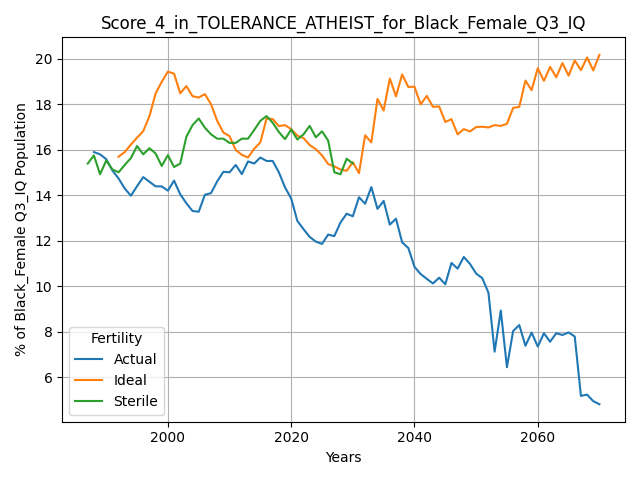 Score_4_in_TOLERANCE_ATHEIST_for_Black_Female_Q3_IQ
% of Black_Female Q3_IQ Population
20
18
16
14
12
10
8
6
Fertility
Actual
Ideal
Sterile
2000
2020
2040
2060
Years